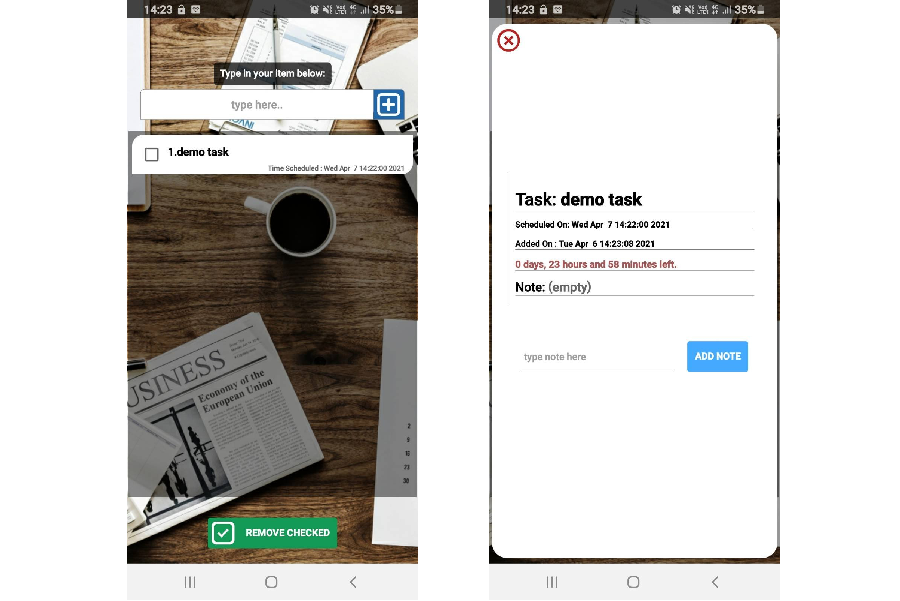 14:23
35%
Type in your item below:
type here..
1.demo task
Time Scheduled : Wed Apr 7 14:22:00 2021
BUSINESS
Economy of the
European Union
2
REMOVE CHECKED
14:23
35%
Task: demo task
Scheduled On: Wed Apr 7 14:22:00 2021
Added On : Tue Apr 6 14:23:08 2021
0 days, 23 hours and 58 minutes left.
Note: (empty)
type note here
ADD NOTE